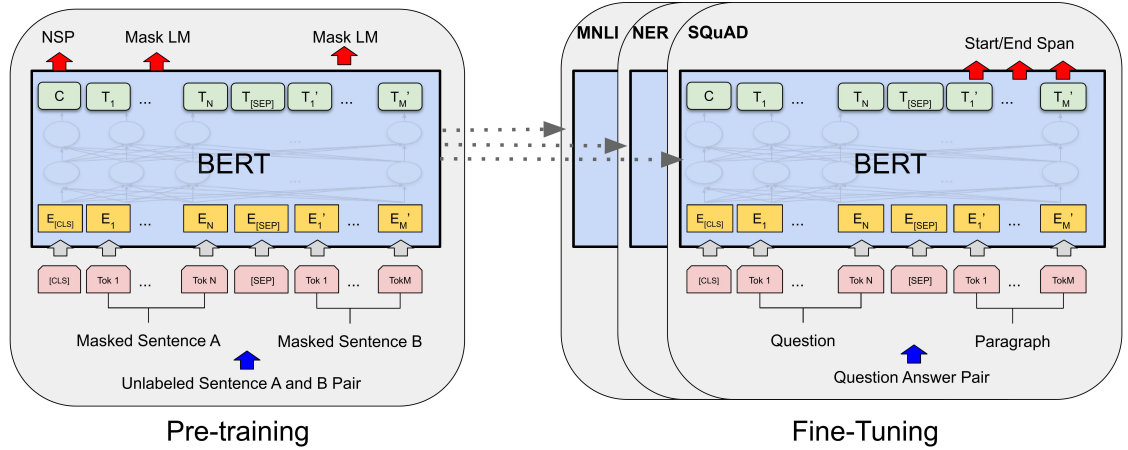 NSP Mask LM Mask LM
C T1 ... TN T[SEP] T1' ... TM'
...
BERT
...
E[CLS] E1 ... EN E[SEP] E1' ... EM'
[CLS] Tok 1 ... Tok N [SEP] Tok 1 ... TokM
Masked Sentence A Masked Sentence B
Unlabeled Sentence A and B Pair
Pre-training
MNLI NER SQuAD
Start/End Span
C T1 ... TN T[SEP] T1' ... TM'
...
BERT
...
E[CLS] E1 ... EN E[SEP] E1' ... EM'
[CLS] Tok 1 ... Tok N [SEP] Tok 1 ... TokM
Question Paragraph
Question Answer Pair
Fine-Tuning